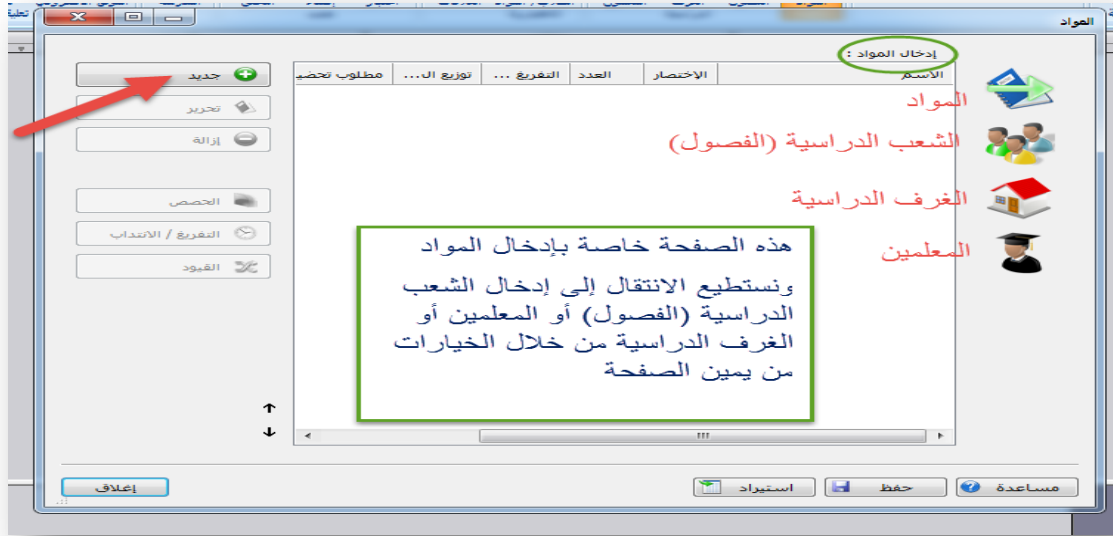 المواد
إدخال المواد :
الاسم الإختصار العدد التفريغ ... توزيع ال... مطلوب تحضي
جديد
تحرير
إزالة
الحصص
التفريغ / الانتداب
القيود
المواد
الشعب الدراسية (الفصول)
الغرف الدراسية
المعلمين
هذه الصفحة خاصة بإدخال المواد
ونستطيع الانتقال إلى إدخال الشعب
الدراسية (الفصول) أو المعلمين أو
الغرف الدراسية من خلال الخيارات
من يمين الصفحة
مساعدة حفظ استيراد إغلاق